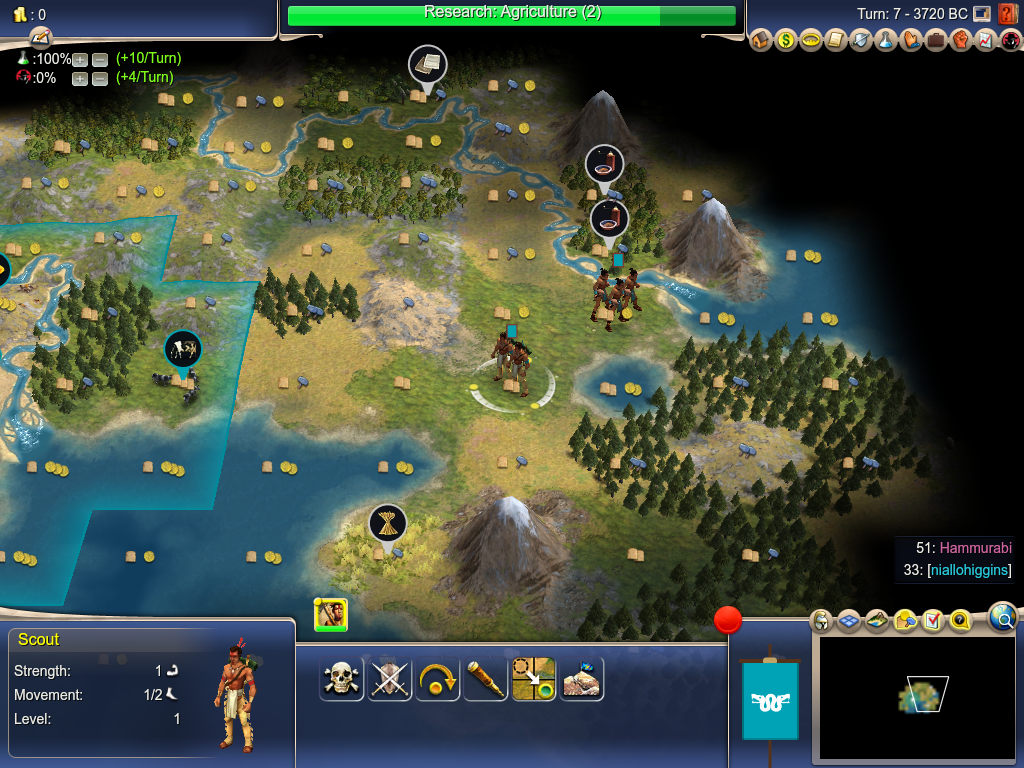 : 0
Research: Agriculture (2)
Turn: 7 - 3720 BC
:100%
(+10/Turn)
:0%
(+4/Turn)
51: Hammurabi
33: [niallohiggins]
Scout
Strength: 1
Movement: 1/2
Level: 1